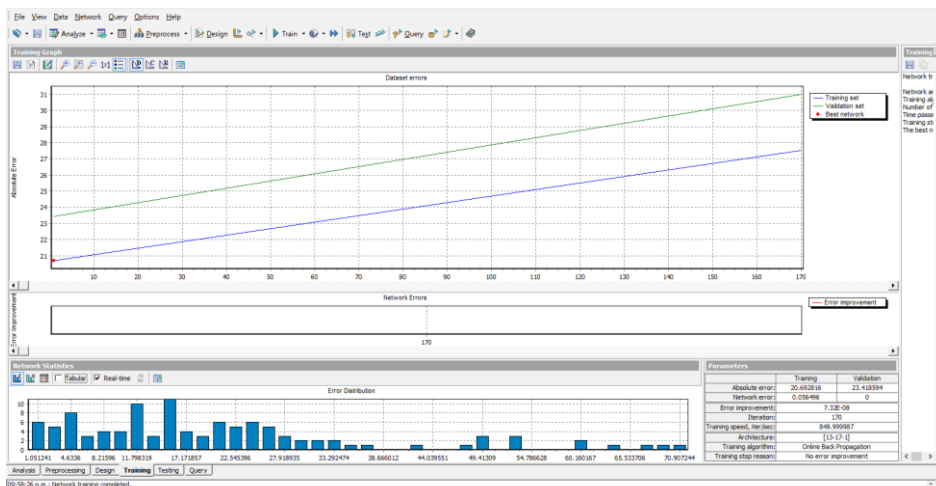 File View Data Network Query Options Help
Analyze Preprocess Design Train Test Query
Training Graph
1:1
Dataset errors
31
30
29
28
27
26
25
24
23
22
21
Absolute Error
10 20 30 40 50 60 70 80 90 100 110 120 130 140 150 160 170
Training set
Validation set
Best network
Network Errors
Error Improvement
170
Error improvement
Network Statistics
Tabular Real-time
Error Distribution
10
8
6
4
2
0
1.051241 4.6336 8.21596 11.798319 17.171857 22.545396 27.918935 33.292474 38.666012 44.039551 49.41309 54.786628 60.160167 65.533706 70.907244
Parameters
Training Validation
Absolute error: 20.692816 23.418594
Network error: 0.056496 0
Error improvement: 7.32E-08
Iteration: 170
Training speed, iter/sec: 849.999987
Architecture: [13-17-1]
Training algorithm: Online Back Propagation
Training stop reason: No error improvement
Network tr
Training alg
Number of
Time passe
Training sto
The best n
Analysis Preprocessing Design Training Testing Query
09:58:26 p.m.: Network training completed.